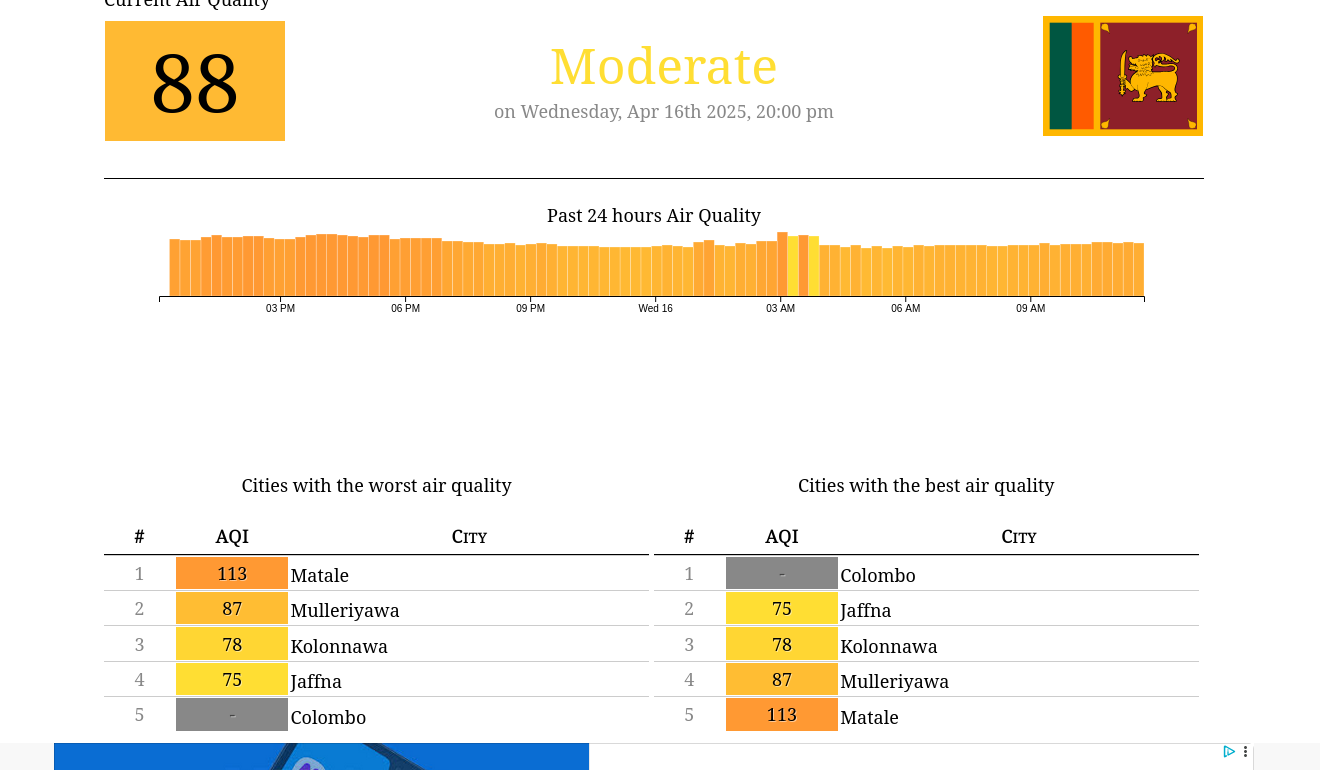 Current Air Quality
88
Moderate
on Wednesday, Apr 16th 2025, 20:00 pm
Past 24 hours Air Quality
03 PM 06 PM 09 PM Wed 16 03 AM 06 AM 09 AM
Cities with the worst air quality
# AQI City
1 113 Matale
2 87 Mulleriyawa
3 78 Kolonnawa
4 75 Jaffna
5 - Colombo
Cities with the best air quality
# AQI City
1 - Colombo
2 75 Jaffna
3 78 Kolonnawa
4 87 Mulleriyawa
5 113 Matale